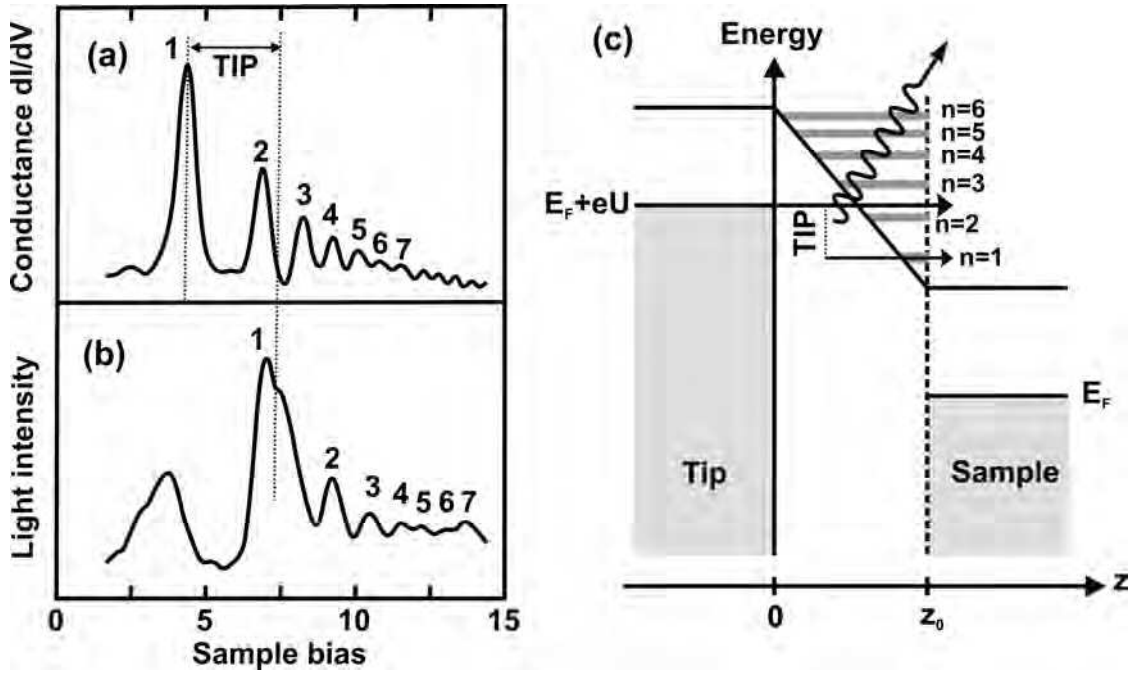 (a)
1
TIP
2
3
4
5
6
7
Conductance dI/dV
(b)
1
2
3
4
5
6
7
Light intensity
0
5
10
15
Sample bias
(c)
Energy
n=6
n=5
n=4
n=3
E_F+eU
n=2
TIP
n=1
E_F
Tip
Sample
0
z_0
z